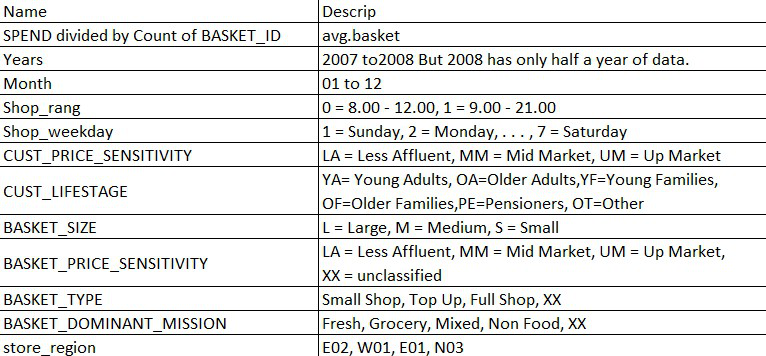 Name Descrip
SPEND divided by Count of BASKET_ID avg.basket
Years 2007 to2008 But 2008 has only half a year of data.
Month 01 to 12
Shop_rang 0 = 8.00 - 12.00, 1 = 9.00 - 21.00
Shop_weekday 1 = Sunday, 2 = Monday, . . . , 7 = Saturday
CUST_PRICE_SENSITIVITY LA = Less Affluent, MM = Mid Market, UM = Up Market
CUST_LIFESTAGE YA= Young Adults, OA=Older Adults,YF=Young Families,
OF=Older Families,PE=Pensioners, OT=Other
BASKET_SIZE L = Large, M = Medium, S = Small
BASKET_PRICE_SENSITIVITY LA = Less Affluent, MM = Mid Market, UM = Up Market,
XX = unclassified
BASKET_TYPE Small Shop, Top Up, Full Shop, XX
BASKET_DOMINANT_MISSION Fresh, Grocery, Mixed, Non Food, XX
store_region E02, W01, E01, N03